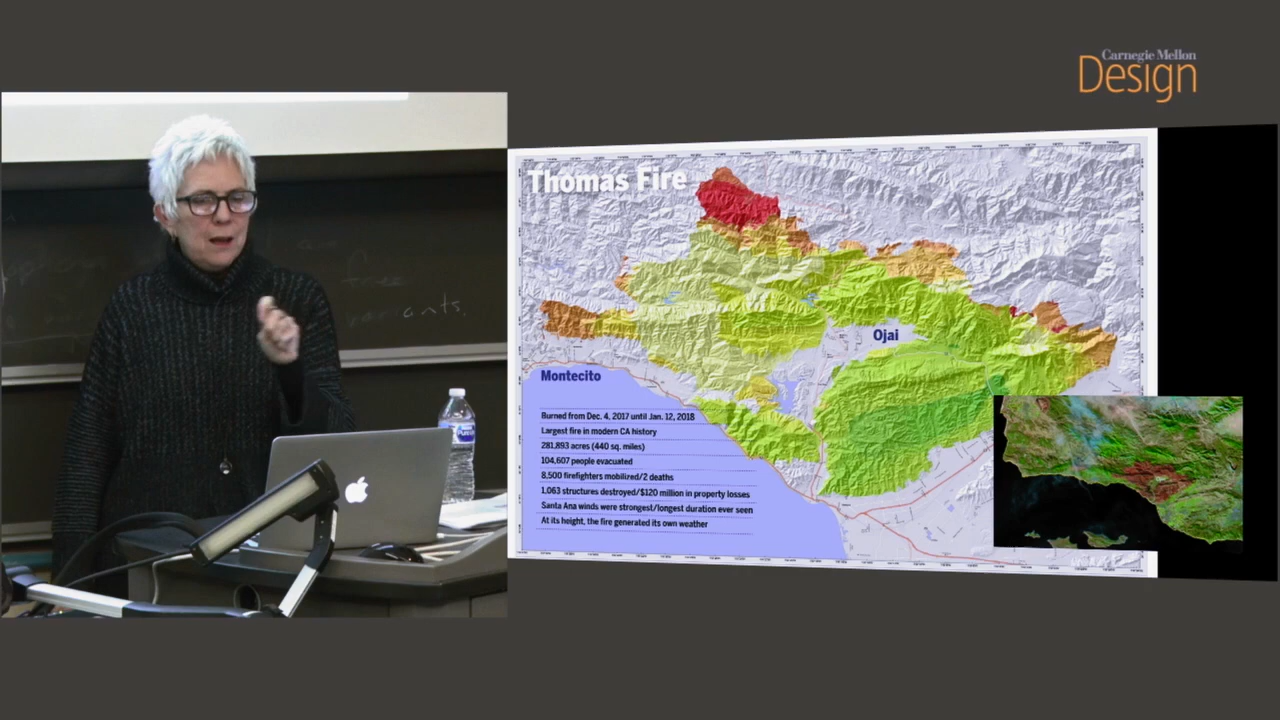 Carnegie Mellon
Design
Thomas Fire
Ojai
Montecito
Burned from Dec. 4, 2017 until Jan. 12, 2018
Largest fire in modern CA history
281,893 acres (440 sq. miles)
104,607 people evacuated
8,500 firefighters mobilized/2 deaths
1,063 structures destroyed/$120 million in property losses
Santa Ana winds were strongest/longest duration ever seen
At its height, the fire generated its own weather